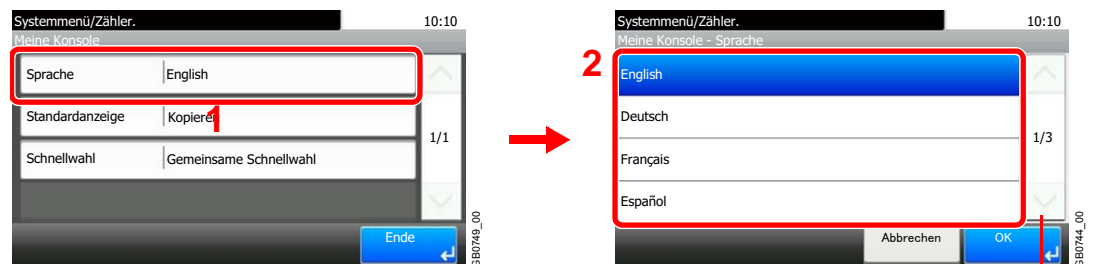 Systemmenü/Zähler. 10:10
Meine Konsole
Sprache English
1
Standardanzeige Kopieren
1/1
Schnellwahl Gemeinsame Schnellwahl
Ende
GB0749_00
Systemmenü/Zähler. 10:10
Meine Konsole - Sprache
2
English
Deutsch
1/3
Français
Español
Abbrechen OK
GB0744_00